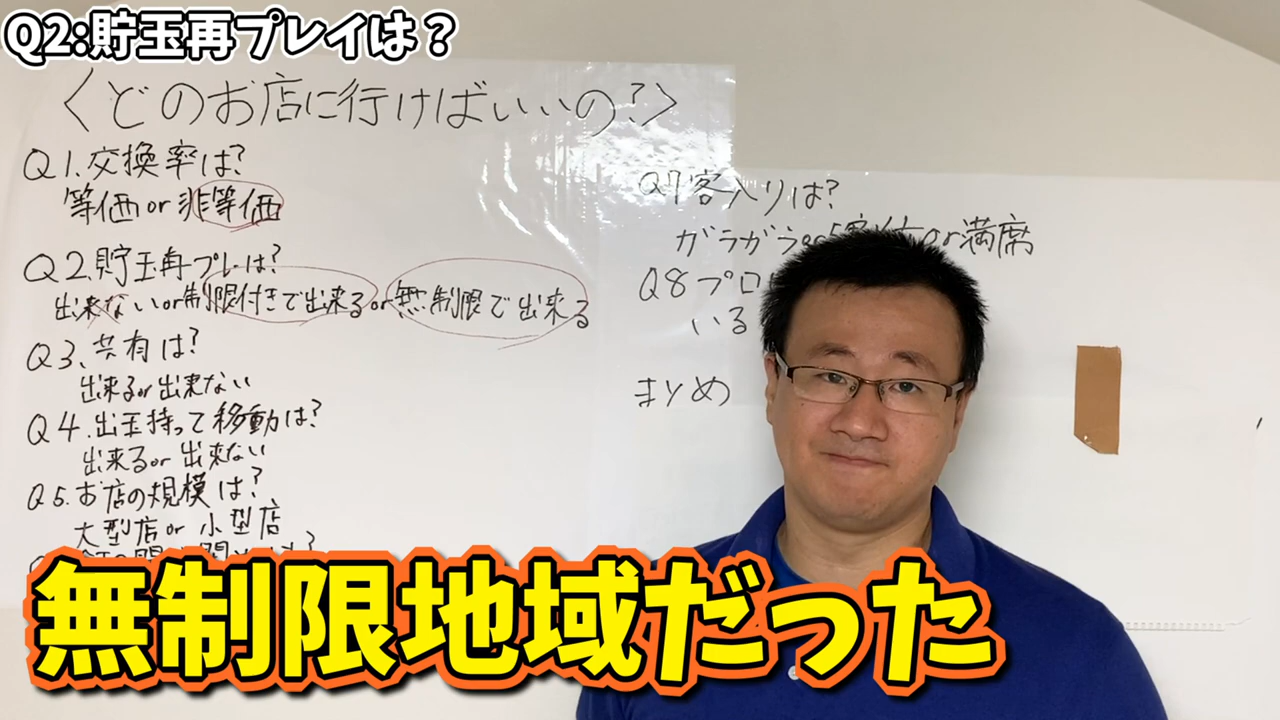 Q2:貯玉再プレイは？
〈どのお店に行けばいいの?〉
Q1.交換率は?
等価or非等価
Q2.貯玉再プレーは?
出来ないor制限付きで出来るor無制限で出来る
Q3.共有は?
出来るor出来ない
Q4.出玉持って移動は?
出来るor出来ない
Q5.お店の規模は?
大型店or小型店
Q7客入りは?
ガラガラor
or満席
Q8プロ
いる
まとめ
無制限地域だった